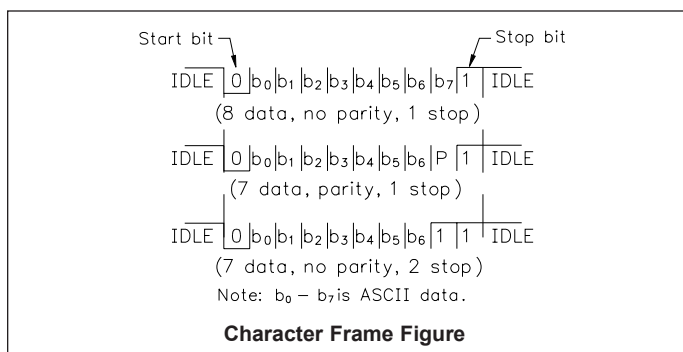 Start bit Stop bit
IDLE 0 b₀ b₁ b₂ b₃ b₄ b₅ b₆ b₇ 1 IDLE
(8 data, no parity, 1 stop)
IDLE 0 b₀ b₁ b₂ b₃ b₄ b₅ b₆ P 1 IDLE
(7 data, parity, 1 stop)
IDLE 0 b₀ b₁ b₂ b₃ b₄ b₅ b₆ 1 1 IDLE
(7 data, no parity, 2 stop)
Note: b₀ – b₇is ASCII data.
Character Frame Figure